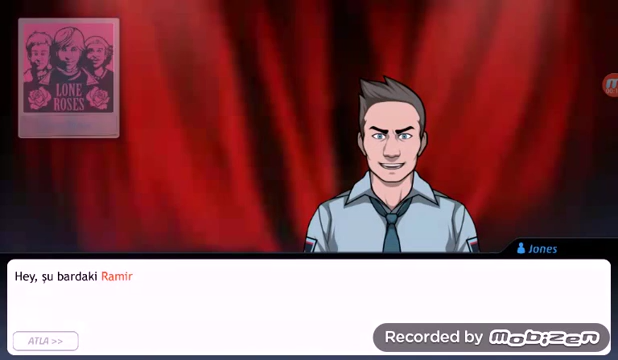 LONE
ROSES
Jones
Hey, şu bardaki Ramir
ATLA >>
Recorded by mobizen